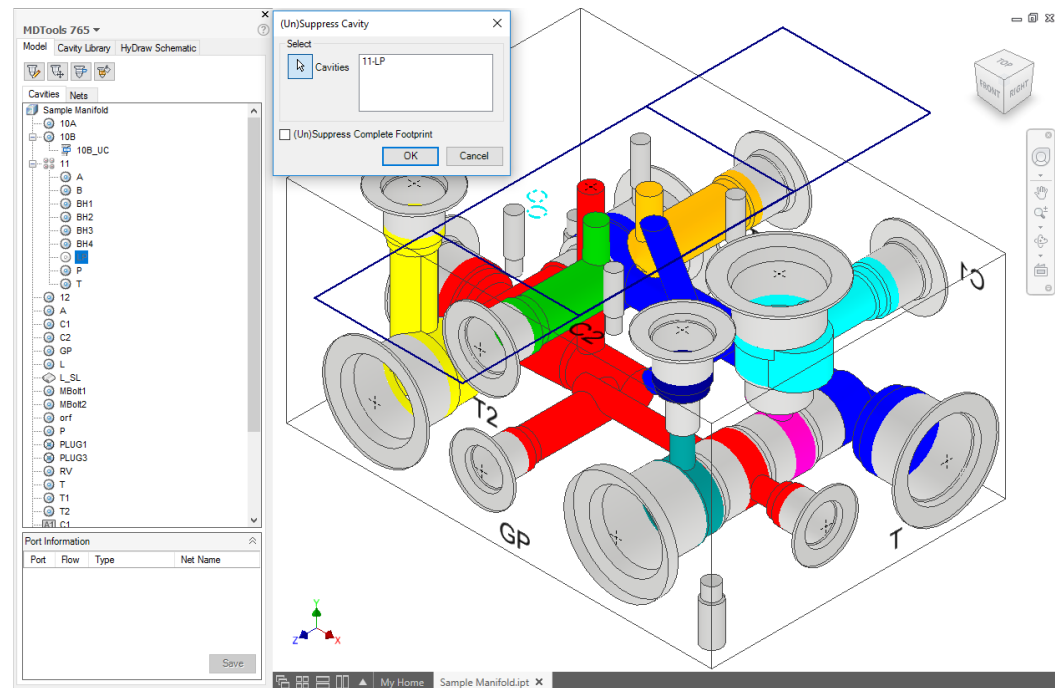 MDTools 765
Model Cavity Library HyDraw Schematic
Cavities Nets
Sample Manifold
10A
10B
10B_UC
11
A
B
BH1
BH2
BH3
BH4
P
T
12
A
C1
C2
GP
L
L_SL
MBolt1
MBolt2
orf
P
PLUG1
PLUG3
RV
T
T1
T2
A1 C1
Port Information
Port Flow Type Net Name
Save
(Un)Suppress Cavity
Select
Cavities
11-LP
(Un)Suppress Complete Footprint
OK Cancel
TOP
FRONT RIGHT
C1
C2
T2
GP
T
Y
Z X
My Home Sample Manifold.ipt